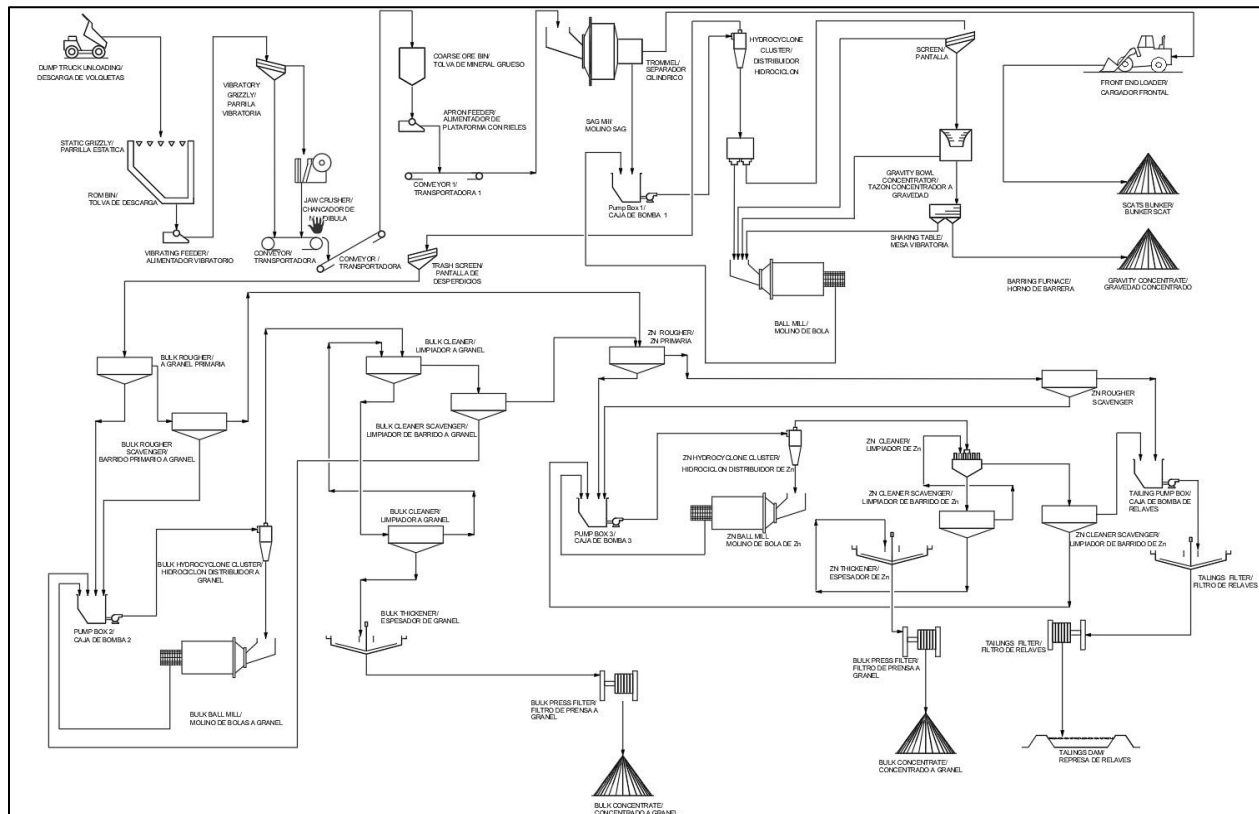 DUMP TRUCK UNLOADING/
DESCARGA DE VOLQUETAS
STATIC GRIZZLY/
PARRILLA ESTATICA
ROM BIN/
TOLVA DE DESCARGA
VIBRATING FEEDER/
ALIMENTADOR VIBRATORIO
VIBRATORY
GRIZZLY/
PARRILA
VIBRATORIA
JAW CRUSHER/
CHANCADOR DE
CONVEYOR/
TRANSPORTADORA
CONVEYOR /
TRANSPORTADORA
COARSE ORE BIN/
TOLVA DE MINERAL GRUESO
APRON FEEDER/
ALIMENTADOR DE
PLATAFORMA CON RIELES
CONVEYOR 1/
TRANSPORTADORA 1
TROMMEL/
SEPARADOR
CILINDRICO
SAG MILL/
MOLINO SAG
Pump Box 1/
CAJA DE BOMBA 1
HYDROCYCLONE
CLUSTER/
DISTRIBUIDOR
HIDROCICLON
SCREEN/
PANTALLA
FRONT END LOADER/
CARGADOR FRONTAL
GRAVITY BOWL
CONCENTRATOR/
TAZON CONCENTRADOR A
GRAVEDAD
SHAKING TABLE/
MESA VIBRATORIA
SCATS BUNKER/
BUNKER SCAT
BARRING FURNACE/
HORNO DE BARRERA
GRAVITY CONCENTRATE/
GRAVEDAD CONCENTRADO
BALL MILL/
MOLINO DE BOLA
TRASH SCREEN/
PANTALLA DE
DESPERDICIOS
BULK ROUGHER/
A GRANEL PRIMARIA
BULK ROUGHER
SCAVENGER/
BARRIDO PRIMARIO A GRANEL
BULK CLEANER/
LIMPIADOR A GRANEL
BULK CLEANER SCAVENGER/
LIMPIADOR DE BARRIDO A GRANEL
ZN ROUGHER/
ZN PRIMARIA
ZN ROUGHER
SCAVENGER
BULK CLEANER/
LIMPIADOR A GRANEL
BULK HYDROCYCLONE CLUSTER/
HIDROCICLON DISTRIBUIDOR A
GRANEL
PUMP BOX 2/
CAJA DE BOMBA 2
BULK BALL MILL/
MOLINO DE BOLAS A GRANEL
BULK THICKENER/
ESPESADOR DE GRANEL
BULK PRESS FILTER/
FILTRO DE PRENSA A
GRANEL
BULK CONCENTRATE/
CONCENTRADO A GRANEL
PUMP BOX 3/
CAJA DE BOMBA 3
ZN HYDROCYCLONE CLUSTER/
HIDROCICLON DISTRIBUIDOR DE Zn
ZN BALL MILL
MOLINO DE BOLA DE Zn
ZN CLEANER/
LIMPIADOR DE Zn
ZN CLEANER SCAVENGER/
LIMPIADOR DE BARRIDO DE Zn
ZN THICKENER/
ESPESADOR DE Zn
ZN CLEANER SCAVENGER/
LIMPIADOR DE BARRIDO DE Zn
TAILING PUMP BOX/
CAJA DE BOMBA DE
RELAVES
TALINGS FILTER/
FILTRO DE RELAVES
TAILINGS FILTER/
FILTRO DE RELAVES
BULK PRESS FILTER/
FILTRO DE PRENSA A
GRANEL
BULK CONCENTRATE/
CONCENTRADO A GRANEL
TALINGS DAM/
REPRESA DE RELAVES